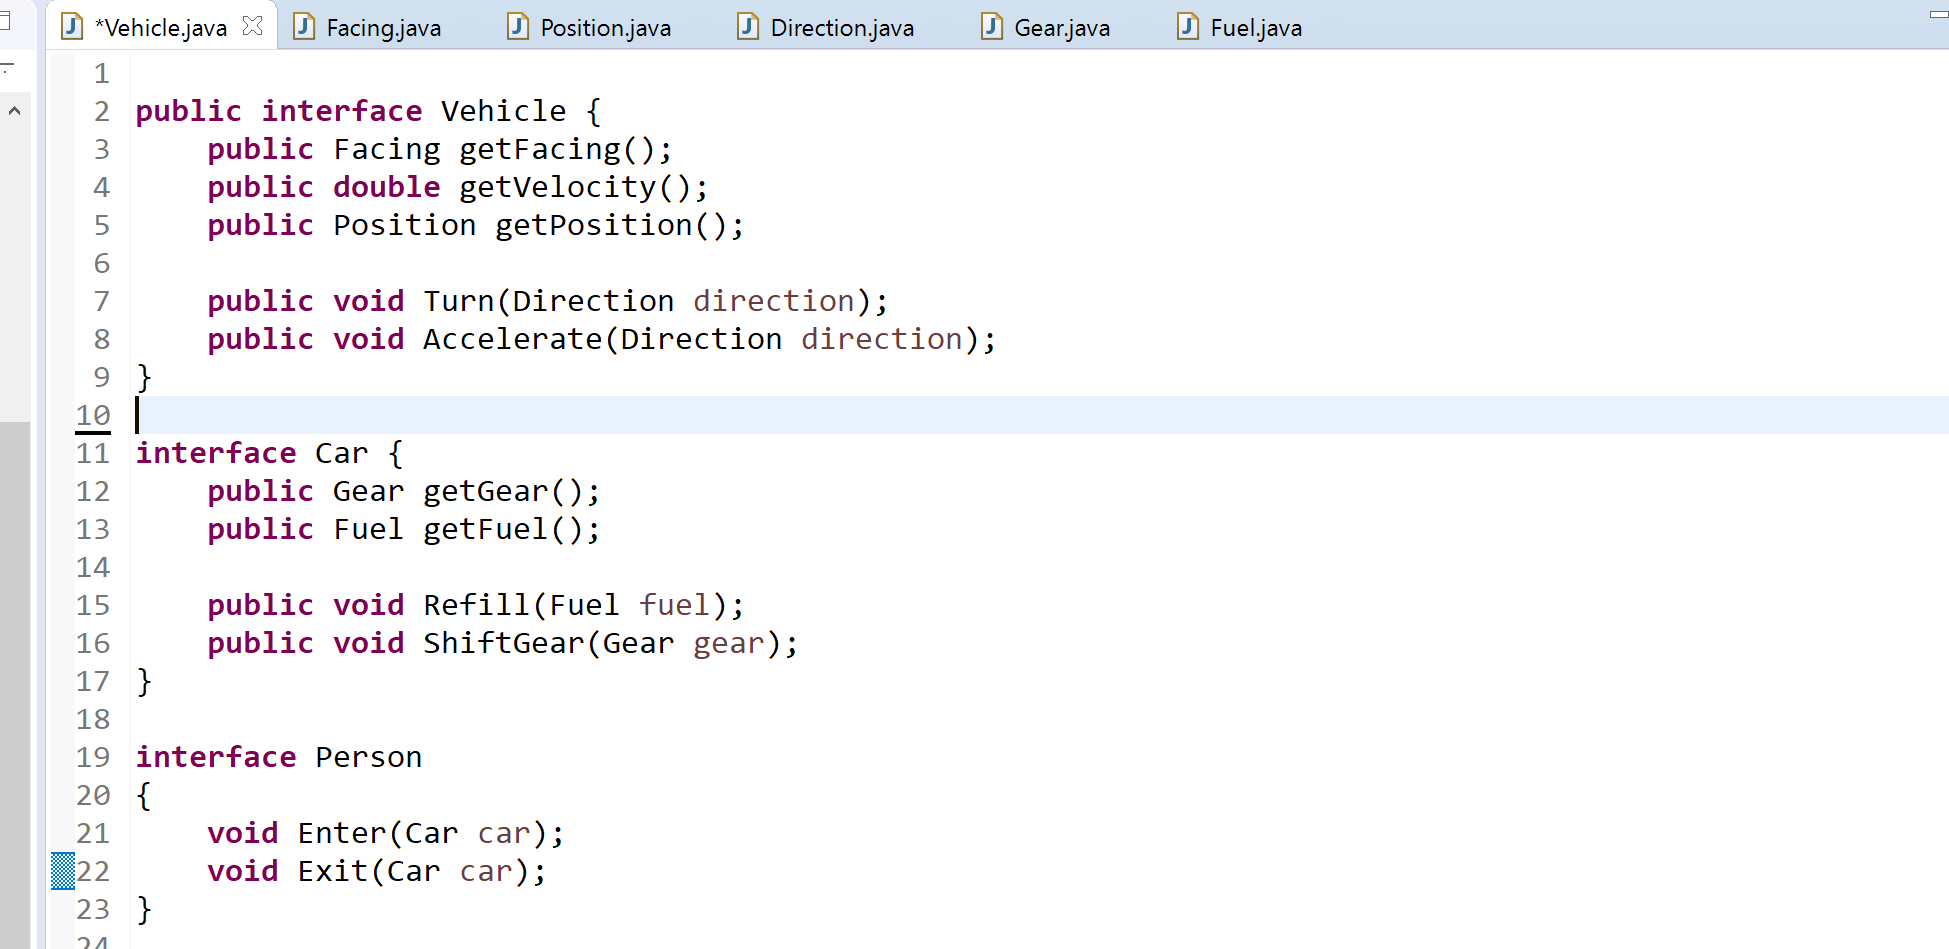 *Vehicle.java Facing.java Position.java Direction.java Gear.java Fuel.java
1
2 public interface Vehicle {
3 public Facing getFacing();
4 public double getVelocity();
5 public Position getPosition();
6
7 public void Turn(Direction direction);
8 public void Accelerate(Direction direction);
9 }
10
11 interface Car {
12 public Gear getGear();
13 public Fuel getFuel();
14
15 public void Refill(Fuel fuel);
16 public void ShiftGear(Gear gear);
17 }
18
19 interface Person
20 {
21 void Enter(Car car);
22 void Exit(Car car);
23 }
24